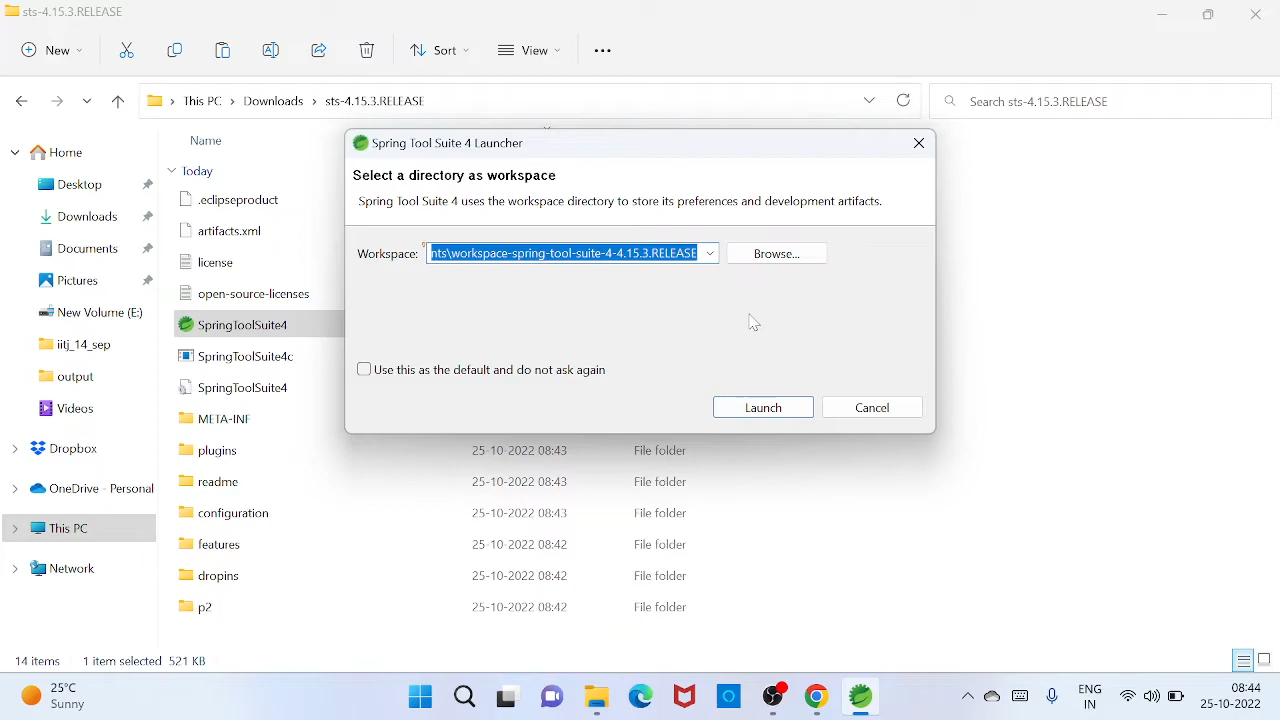 sts-4.15.3.RELEASE
New
Sort
View
This PC > Downloads > sts-4.15.3.RELEASE
Search sts-4.15.3.RELEASE
Name
Home
Desktop
Downloads
Documents
Pictures
New Volume (E:)
iitj_14_sep
output
Videos
Dropbox
OneDrive - Personal
This PC
Network
Today
.eclipseproduct
artifacts.xml
license
open-source-licenses
SpringToolSuite4
SpringToolSuite4c
SpringToolSuite4
META-INF
plugins 25-10-2022 08:43 File folder
readme 25-10-2022 08:43 File folder
configuration 25-10-2022 08:43 File folder
features 25-10-2022 08:42 File folder
dropins 25-10-2022 08:42 File folder
p2 25-10-2022 08:42 File folder
Spring Tool Suite 4 Launcher
Select a directory as workspace
Spring Tool Suite 4 uses the workspace directory to store its preferences and development artifacts.
Workspace: nts\workspace-spring-tool-suite-4-4.15.3.RELEASE Browse...
Use this as the default and do not ask again
Launch Cancel
14 items 1 item selected 521 KB
25°C
Sunny
ENG
IN
08:44
25-10-2022